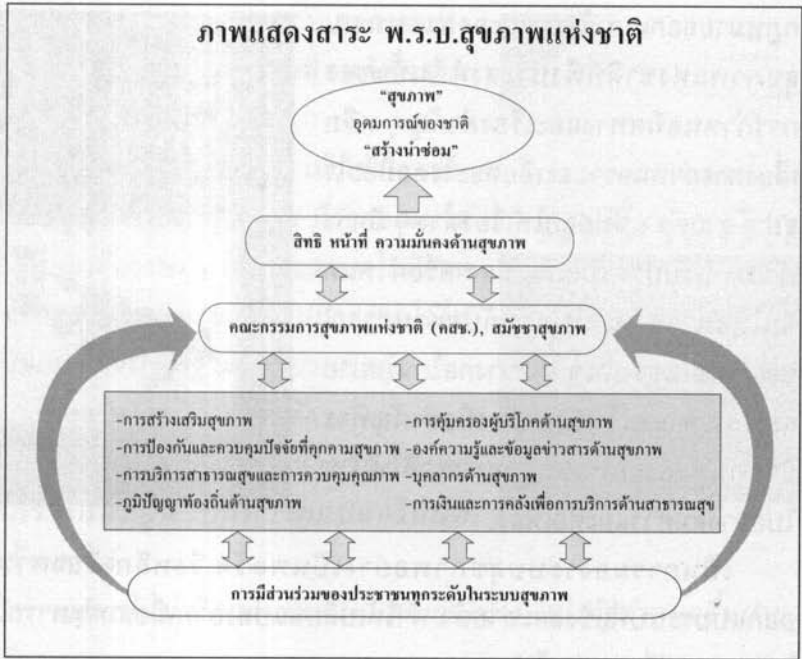 ภาพแสดงสาระ พ.ร.บ.สุขภาพแห่งชาติ
“สุขภาพ”
อุดมการณ์ของชาติ
“สร้างนำซ่อม”
สิทธิ หน้าที่ ความมั่นคงด้านสุขภาพ
คณะกรรมการสุขภาพแห่งชาติ (คสช.), สมัชชาสุขภาพ
-การสร้างเสริมสุขภาพ
-การป้องกันและควบคุมปัจจัยที่คุกคามสุขภาพ
-การบริการสาธารณสุขและการควบคุมคุณภาพ
-ภูมิปัญญาท้องถิ่นด้านสุขภาพ
-การคุ้มครองผู้บริโภคด้านสุขภาพ
-องค์ความรู้และข้อมูลข่าวสารด้านสุขภาพ
-บุคลากรด้านสุขภาพ
-การเงินและการคลังเพื่อการบริการด้านสาธารณสุข
การมีส่วนร่วมของประชาชนทุกระดับในระบบสุขภาพ